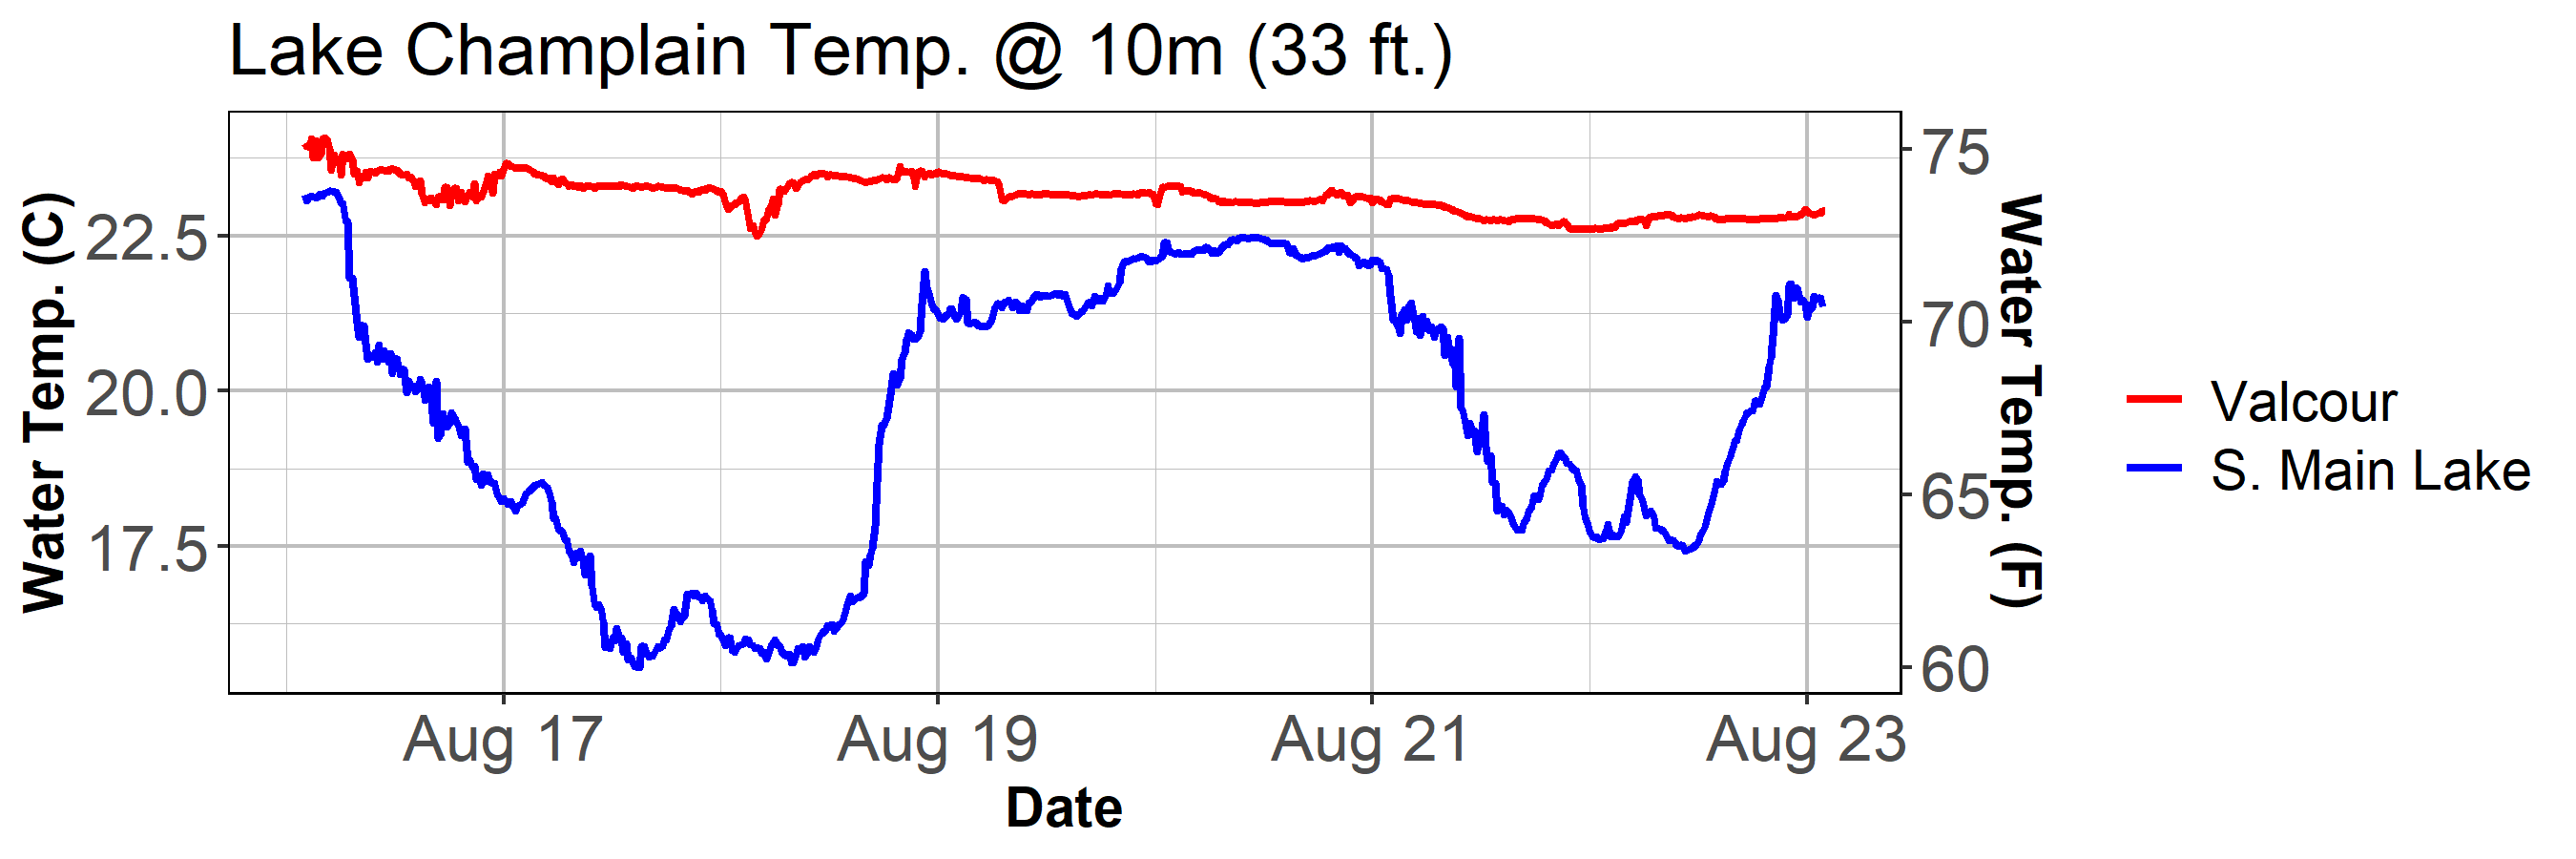 Lake Champlain Temp. @ 10m (33 ft.)
Water Temp. (C)
22.5
20.0
17.5
75
70
65
60
Water Temp. (F)
Aug 17
Aug 19
Aug 21
Aug 23
Date
Valcour
S. Main Lake